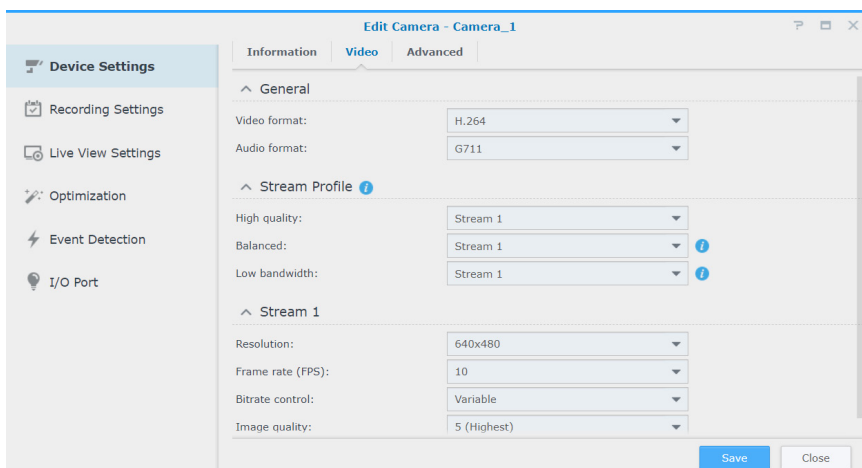 Edit Camera - Camera_1
Device Settings
Recording Settings
Live View Settings
Optimization
Event Detection
I/O Port
Information Video Advanced
General
Video format: H.264
Audio format: G711
Stream Profile
High quality: Stream 1
Balanced: Stream 1
Low bandwidth: Stream 1
Stream 1
Resolution: 640x480
Frame rate (FPS): 10
Bitrate control: Variable
Image quality: 5 (Highest)
Save Close